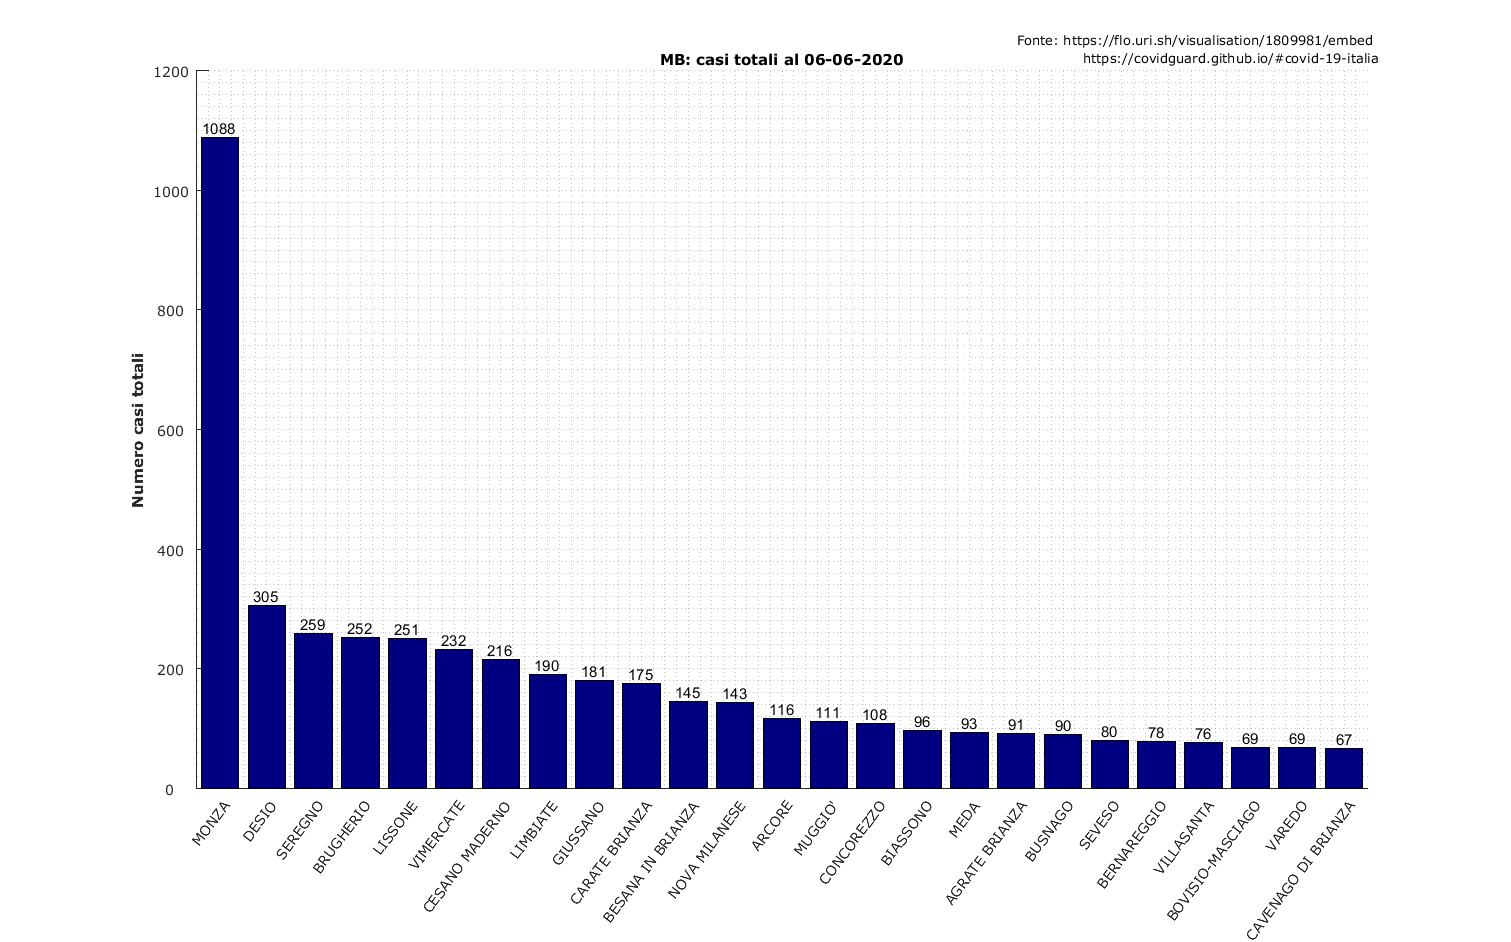 Fonte: https://flo.uri.sh/visualisation/1809981/embed
https://covidguard.github.io/#covid-19-italia
MB: casi totali al 06-06-2020
Numero casi totali
1200
1000
800
600
400
200
0
1088
305
259
252
251
232
216
190
181
175
145
143
116
111
108
96
93
91
90
80
78
76
69
69
67
MONZA
DESIO
SEREGNO
BRUGHERIO
LISSONE
VIMERCATE
CESANO MADERNO
LIMBIATE
GIUSSANO
CARATE BRIANZA
BESANA IN BRIANZA
NOVA MILANESE
ARCORE
MUGGIO'
CONCOREZZO
BIASSONO
MEDA
AGRATE BRIANZA
BUSNAGO
SEVESO
BERNAREGGIO
VILLASANTA
BOVISIO-MASCIAGO
VAREDO
CAVENAGO DI BRIANZA